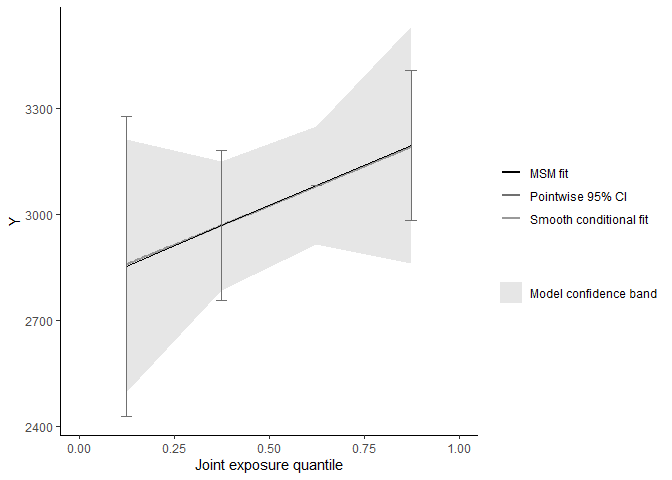 Y
3300
3000
2700
2400
0.00 0.25 0.50 0.75 1.00
Joint exposure quantile
MSM fit
Pointwise 95% CI
Smooth conditional fit
Model confidence band